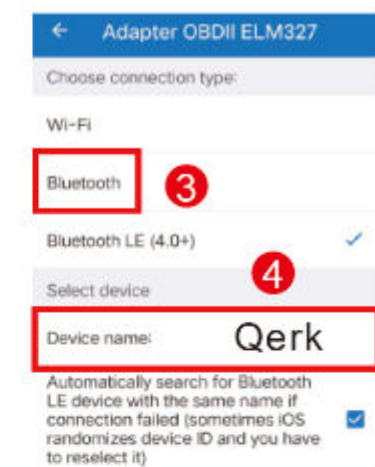 ← Adapter OBDII ELM327
Choose connection type:
Wi-Fi
Bluetooth 3
Bluetooth LE (4.0+) ✓
4
Select device
Device name: Qerk
Automatically search for Bluetooth
LE device with the same name if
connection failed (sometimes iOS
randomizes device ID and you have
to reselect it)